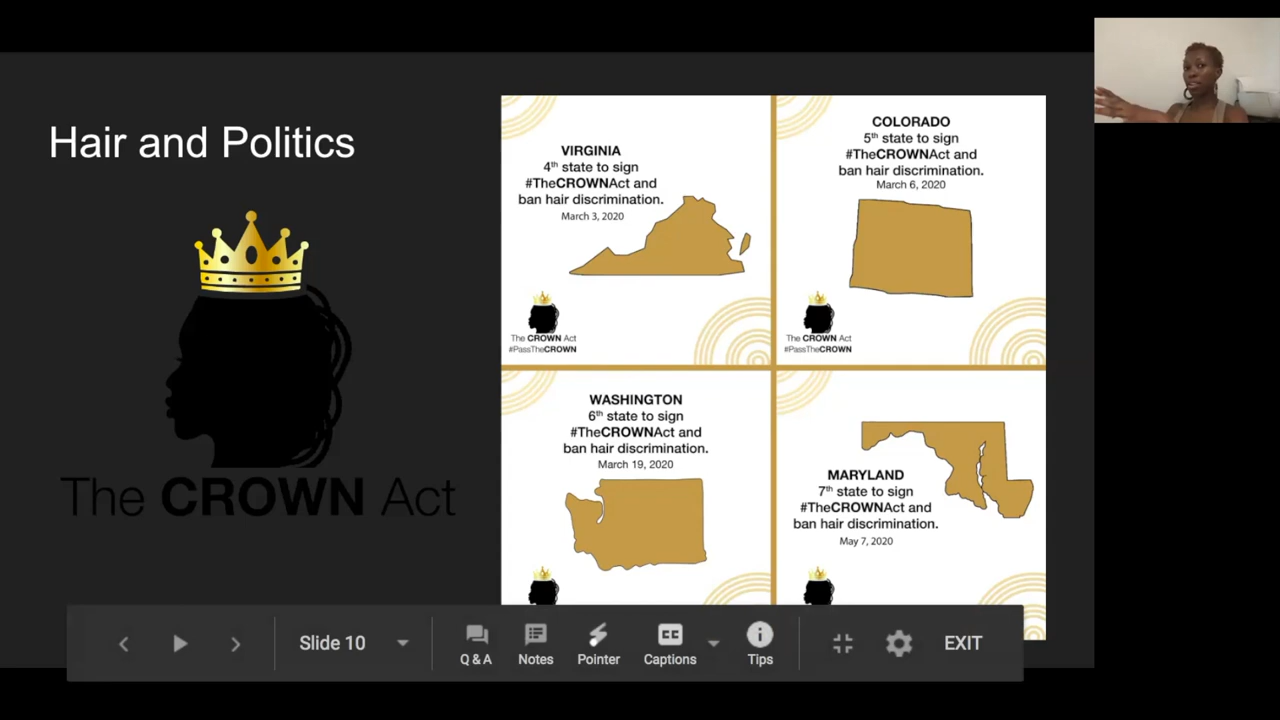 Hair and Politics
The CROWN Act
VIRGINIA
4th state to sign
#TheCROWNAct and
ban hair discrimination.
March 3, 2020
The CROWN Act
#PassTheCROWN
COLORADO
5th state to sign
#TheCROWNAct and
ban hair discrimination.
March 6, 2020
The CROWN Act
#PassTheCROWN
WASHINGTON
6th state to sign
#TheCROWNAct and
ban hair discrimination.
March 19, 2020
MARYLAND
7th state to sign
#TheCROWNAct and
ban hair discrimination.
May 7, 2020
Slide 10
Q & A
Notes
Pointer
CC
Captions
Tips
EXIT